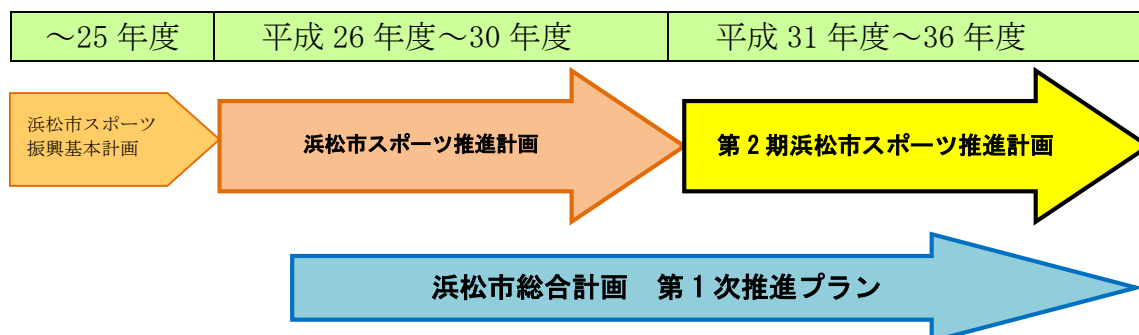 ～25 年度
平成 26 年度～30 年度
平成 31 年度～36 年度
浜松市スポーツ
振興基本計画
浜松市スポーツ推進計画
第２期浜松市スポーツ推進計画
浜松市総合計画　第１次推進プラン